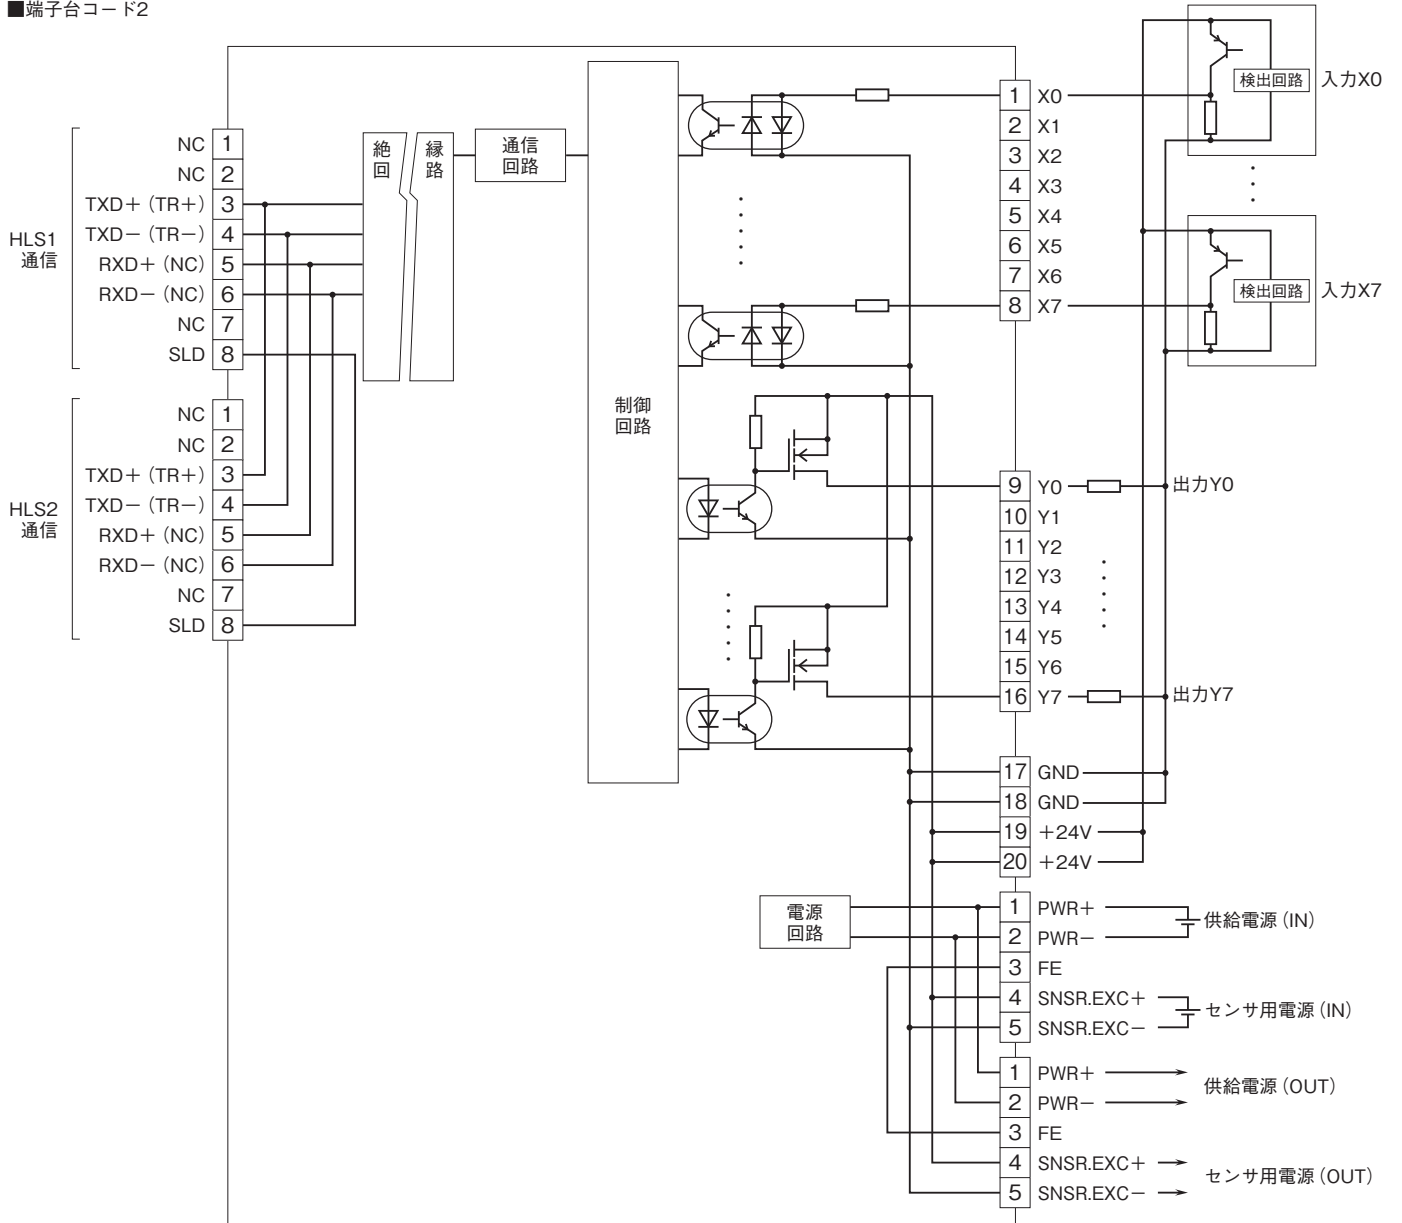 ■端子台コード2
HLS1
通信
NC 1
NC 2
TXD＋（TR＋） 3
TXD－（TR－） 4
RXD＋（NC） 5
RXD－（NC） 6
NC 7
SLD 8
HLS2
通信
NC 1
NC 2
TXD＋（TR＋） 3
TXD－（TR－） 4
RXD＋（NC） 5
RXD－（NC） 6
NC 7
SLD 8
絶 縁
回 路
通信
回路
制御
回路
1 X0
2 X1
3 X2
4 X3
5 X4
6 X5
7 X6
8 X7
検出回路
入力X0
検出回路
入力X7
9 Y0
出力Y0
10 Y1
11 Y2
12 Y3
13 Y4
14 Y5
15 Y6
16 Y7
出力Y7
17 GND
18 GND
19 ＋24V
20 ＋24V
電源
回路
1 PWR＋
2 PWR－
供給電源（IN）
3 FE
4 SNSR.EXC＋
5 SNSR.EXC－
センサ用電源（IN）
1 PWR＋
2 PWR－
供給電源（OUT）
3 FE
4 SNSR.EXC＋
5 SNSR.EXC－
センサ用電源（OUT）